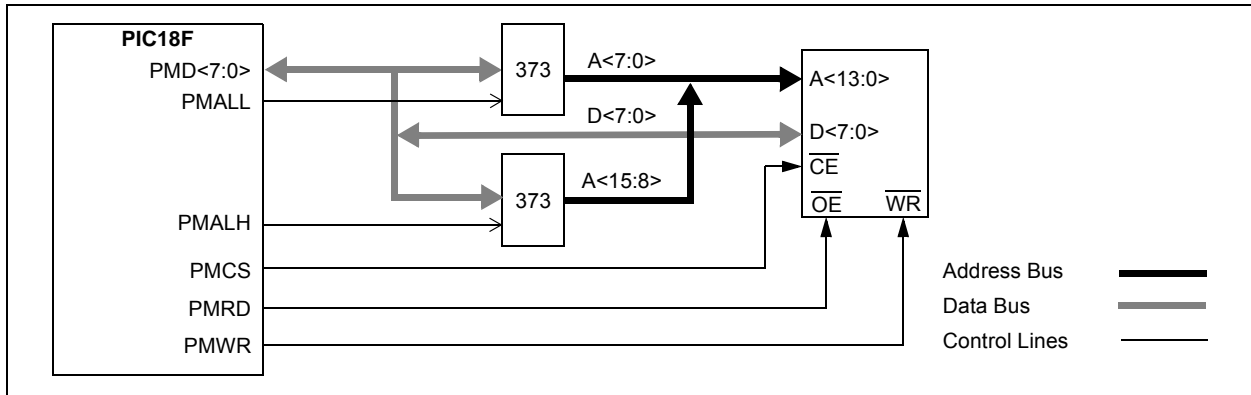 PIC18F
PMD<7:0>
PMALL
PMALH
PMCS
PMRD
PMWR
373
373
A<7:0>
D<7:0>
A<15:8>
A<13:0>
D<7:0>
CE
OE WR
Address Bus
Data Bus
Control Lines